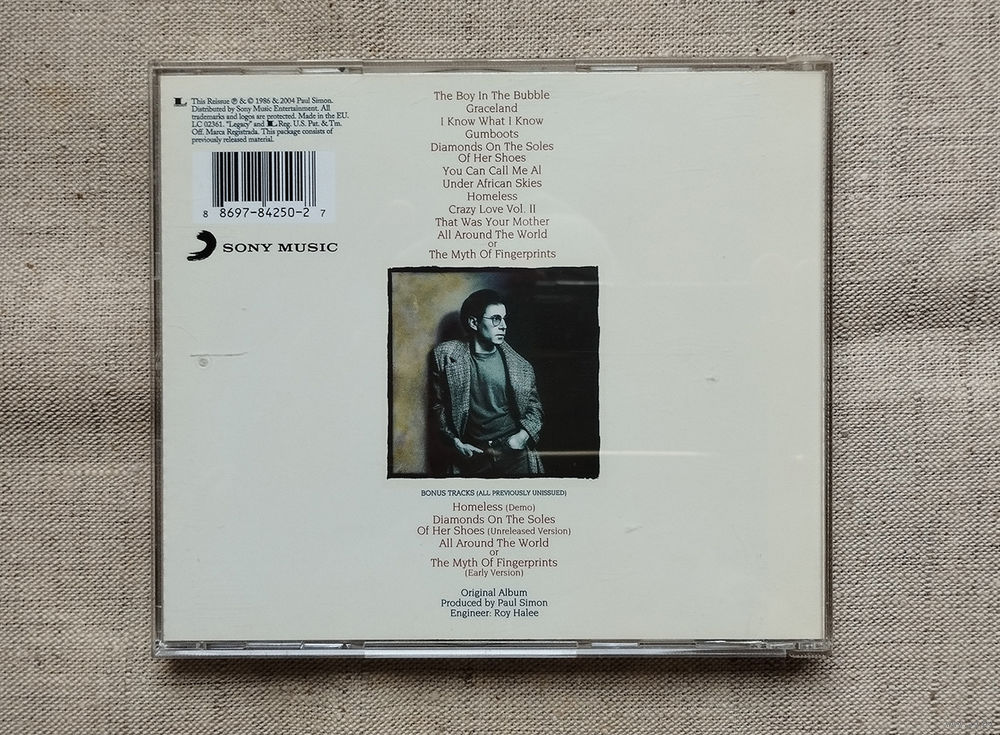 L This Reissue ℗ & © 1986 & 2004 Paul Simon.
Distributed by Sony Music Entertainment. All
trademarks and logos are protected. Made in the EU.
LC 02361. "Legacy" and L Reg. U.S. Pat. & Tm.
Off. Marca Registrada. This package consists of
previously released material.
8 8697-84250-2 7
SONY MUSIC
The Boy In The Bubble
Graceland
I Know What I Know
Gumboots
Diamonds On The Soles
Of Her Shoes
You Can Call Me Al
Under African Skies
Homeless
Crazy Love Vol. II
That Was Your Mother
All Around The World
or
The Myth Of Fingerprints
BONUS TRACKS (ALL PREVIOUSLY UNISSUED)
Homeless (Demo)
Diamonds On The Soles
Of Her Shoes (Unreleased Version)
All Around The World
or
The Myth Of Fingerprints
(Early Version)
Original Album
Produced by Paul Simon
Engineer: Roy Halee